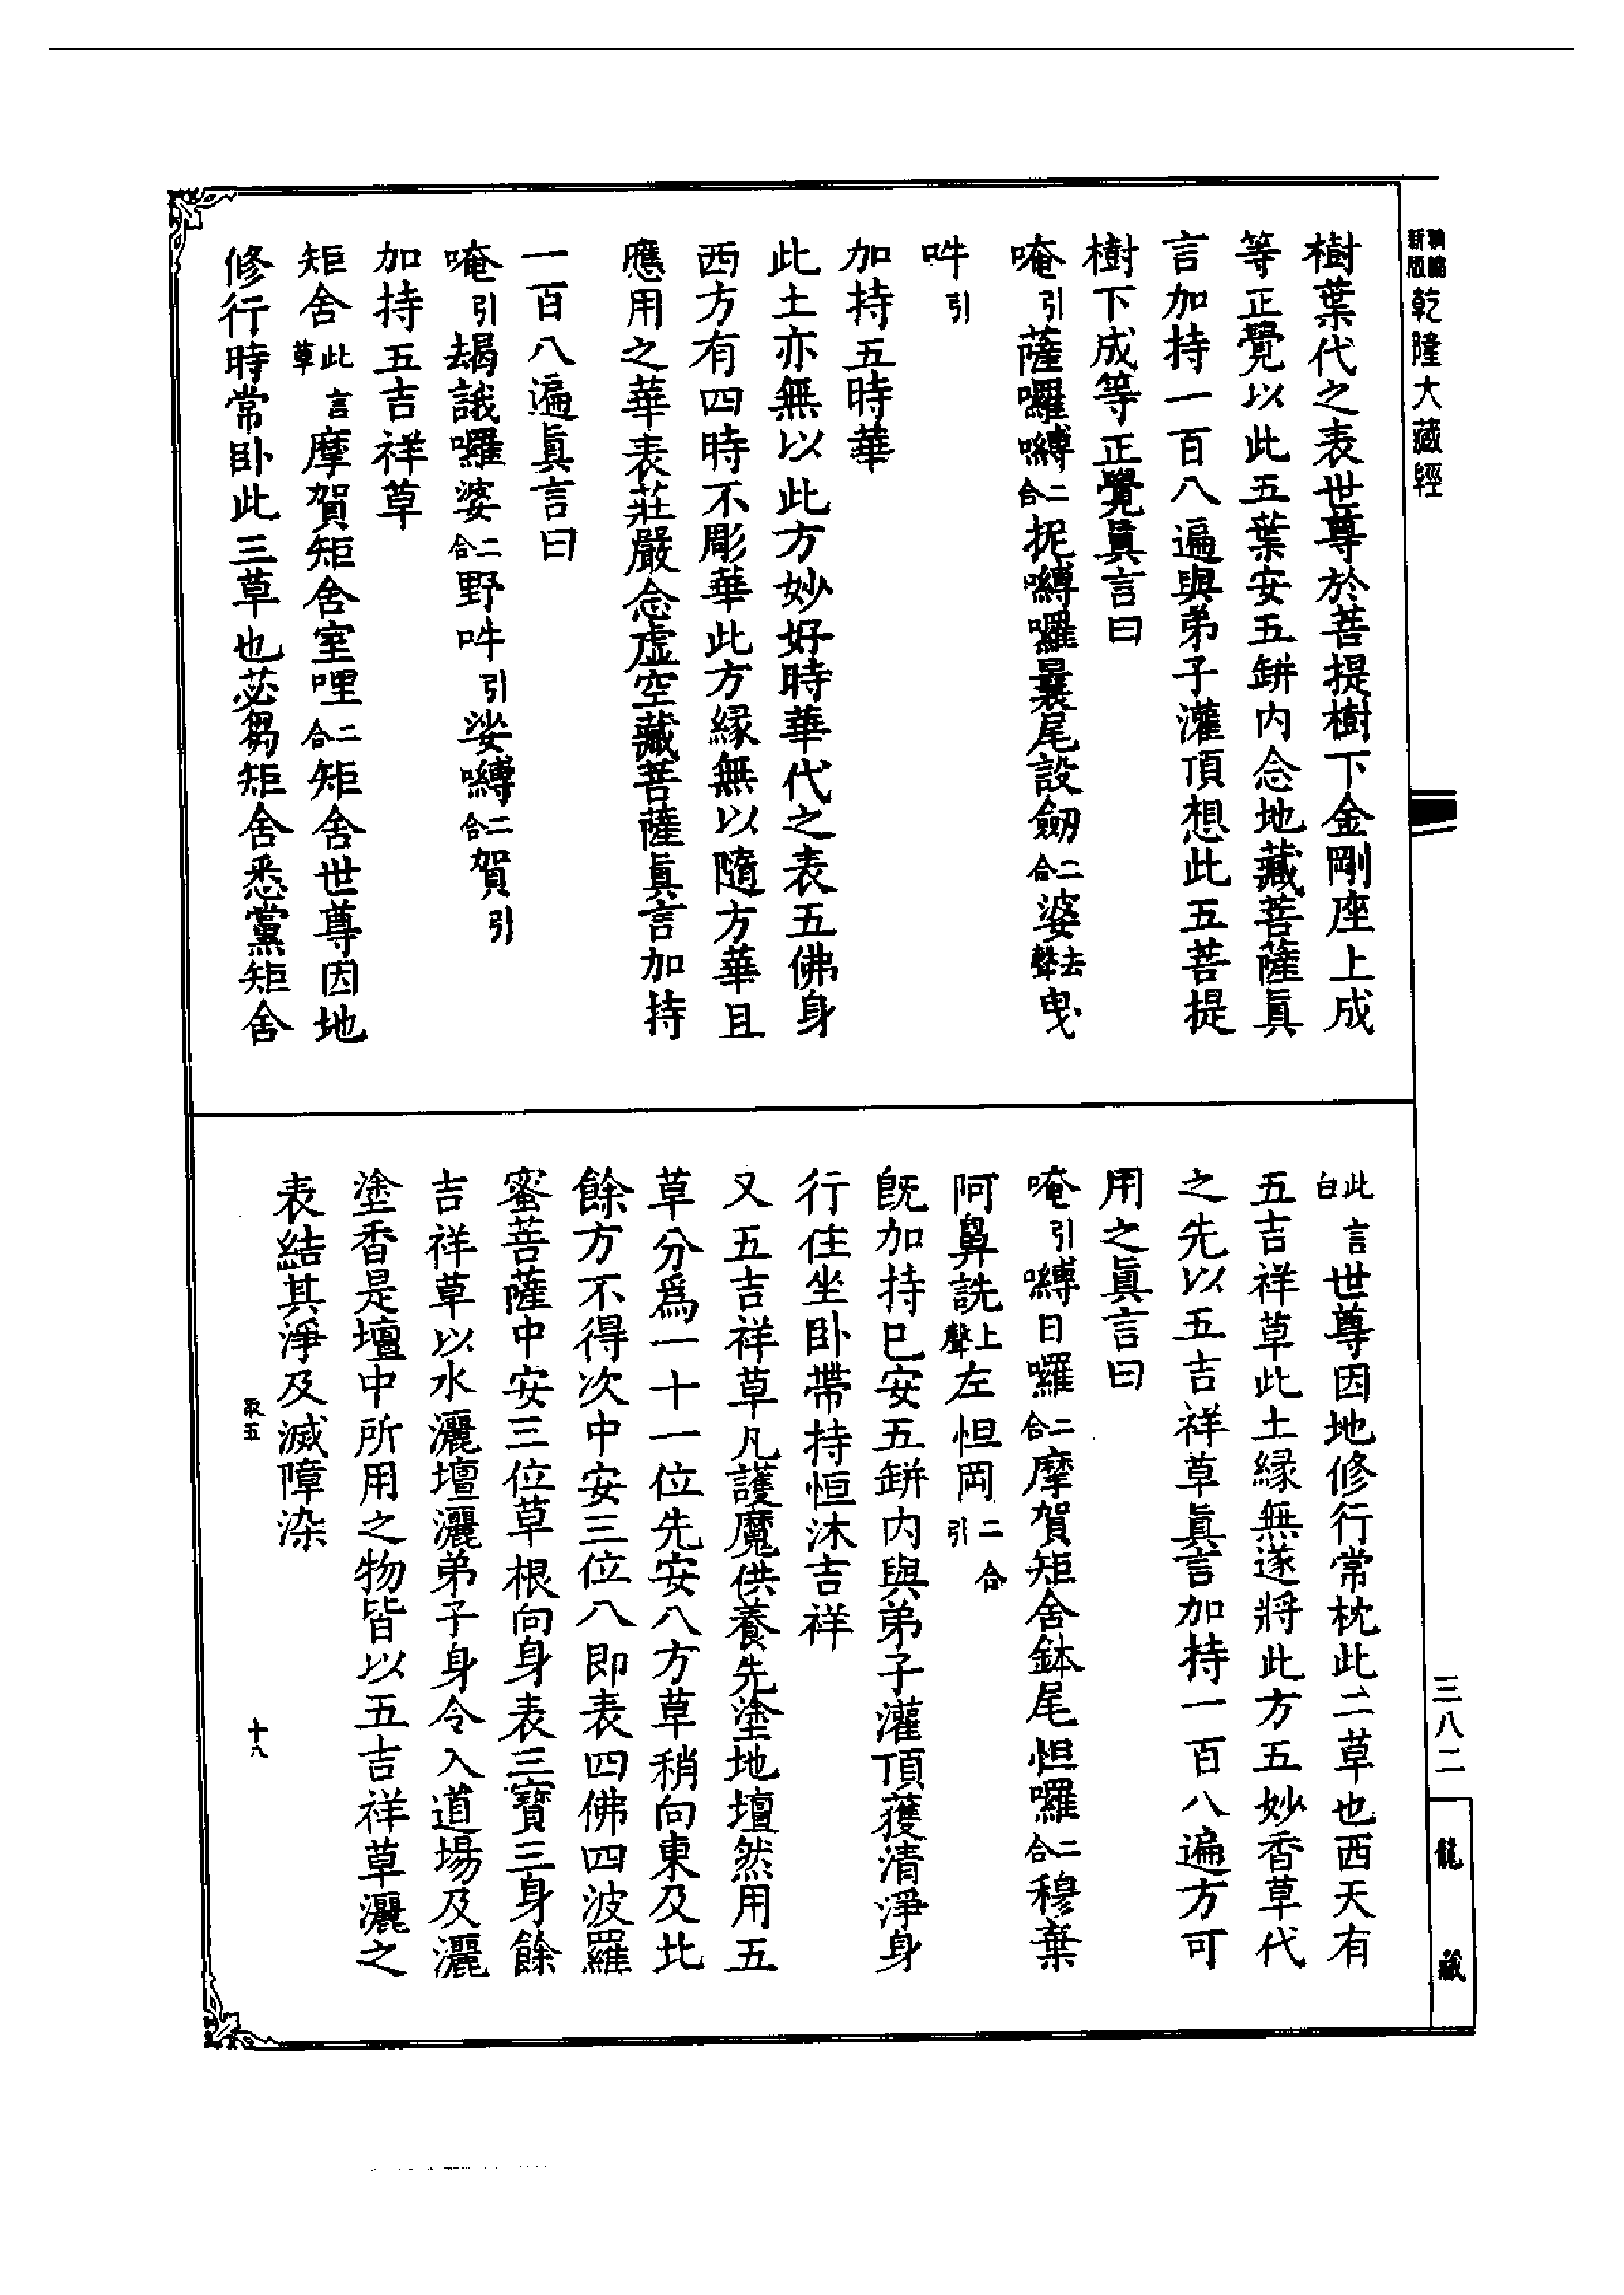 新編
新版
乾隆大藏經
樹葉代之表世尊於菩提樹下金剛座上成
等正覺以此五葉安五缾内念地藏菩薩眞
言加持一百八遍與弟子灌頂想此五菩提
樹下成等正覺眞言曰
唵引薩囉嚩二合抳嚩囉曩尾設劒二合婆去聲曳
吽引
加持五時華
此土亦無以此方妙好時華代之表五佛身
西方有四時不彫華此方緣無以隨方華且
應用之華表莊嚴念虛空藏菩薩眞言加持
一百八遍眞言曰
唵引朅誐囉婆二合野吽引娑嚩二合賀引
加持五吉祥草
矩舍此言草摩賀矩舍室哩二合矩舍世尊因地
修行時常卧此三草也苾芻矩舍悉黨矩舍
此言白世尊因地修行常枕此二草也西天有
五吉祥草此土緣無遂將此方五妙香草代
之先以五吉祥草眞言加持一百八遍方可
用之眞言曰
唵引嚩日囉二合摩賀矩舍鉢尾怛囉二合穆棄
阿鼻詵上聲左怛岡二合引
旣加持已安五缾内與弟子灌頂獲清淨身
行住坐卧帶持恒沐吉祥
又五吉祥草凡護魔供養先塗地壇然用五
草分爲一十一位先安八方草稍向東及北
餘方不得次中安三位八即表四佛四波羅
蜜菩薩中安三位草根向身表三寶三身餘
吉祥草以水灑壇灑弟子身令入道場及灑
塗香是壇中所用之物皆以五吉祥草灑之
表結其淨及滅障染
取五
十八
三八二
龍藏